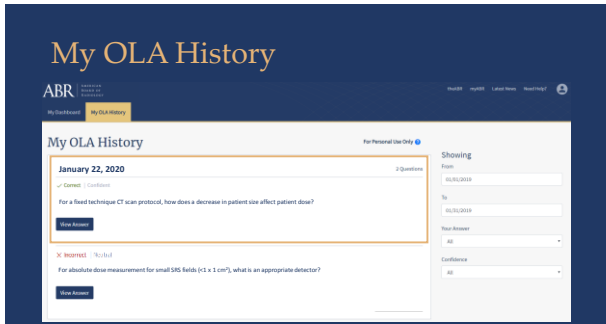 My OLA History
ABR AMERICAN BOARD OF RADIOLOGY
theABR myABR Latest News Need Help?
My Dashboard My OLA History
My OLA History
For Personal Use Only
January 22, 2020
2 Questions
Correct | Confident
For a fixed technique CT scan protocol, how does a decrease in patient size affect patient dose?
View Answer
Incorrect
For absolute dose measurement for small SRS fields (<1 x 1 cm²), what is an appropriate detector?
View Answer
Showing
From
01/01/2019
To
01/31/2019
Your Answer
All
Confidence
All